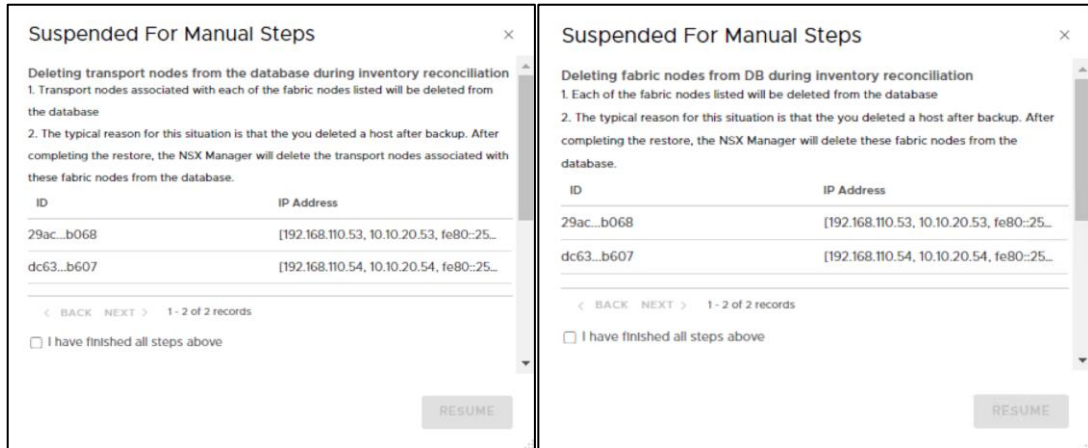 Suspended For Manual Steps
Deleting transport nodes from the database during inventory reconciliation
1. Transport nodes associated with each of the fabric nodes listed will be deleted from
the database
2. The typical reason for this situation is that the you deleted a host after backup. After
completing the restore, the NSX Manager will delete the transport nodes associated with
these fabric nodes from the database.
ID IP Address
29ac...b068 [192.168.110.53, 10.10.20.53, fe80::25...
dc63...b607 [192.168.110.54, 10.10.20.54, fe80::25...
< BACK NEXT > 1 - 2 of 2 records
I have finished all steps above
RESUME
Suspended For Manual Steps
Deleting fabric nodes from DB during inventory reconciliation
1. Each of the fabric nodes listed will be deleted from the database
2. The typical reason for this situation is that the you deleted a host after backup. After
completing the restore, the NSX Manager will delete these fabric nodes from the
database.
ID IP Address
29ac...b068 [192.168.110.53, 10.10.20.53, fe80::25...
dc63...b607 [192.168.110.54, 10.10.20.54, fe80::25...
< BACK NEXT > 1 - 2 of 2 records
I have finished all steps above
RESUME